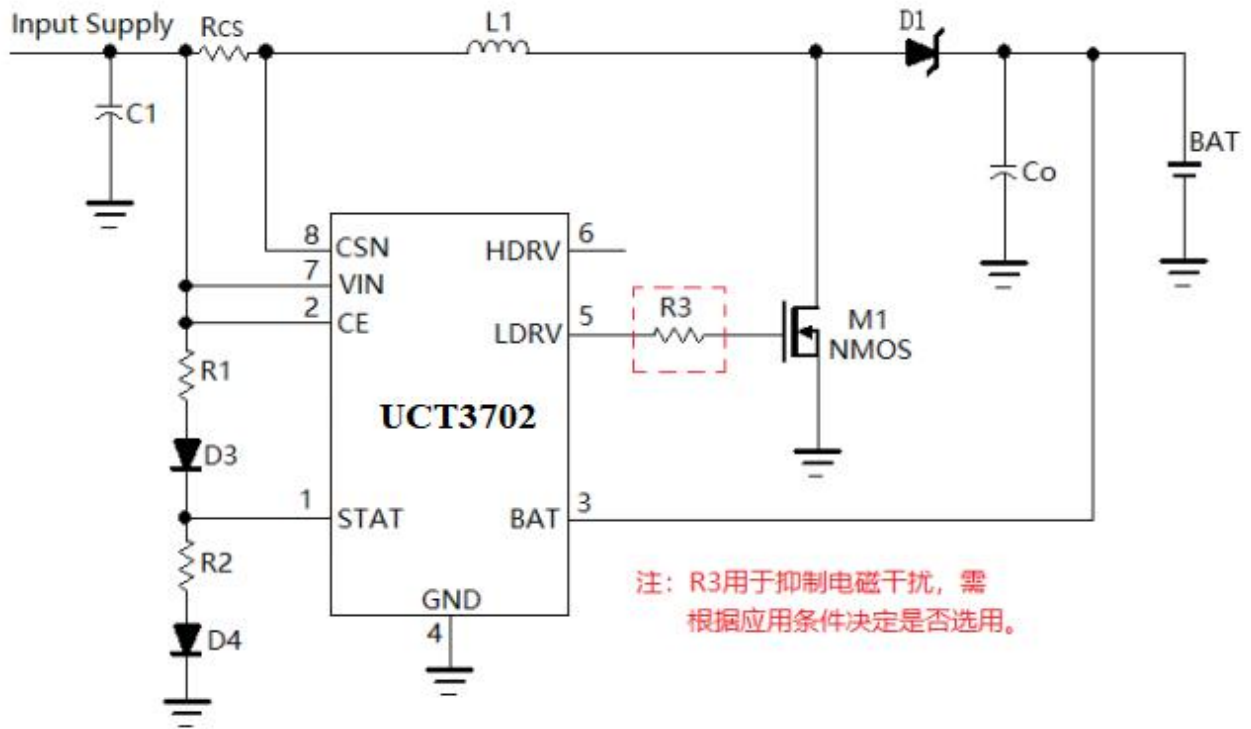 Input Supply
RCS
L1
D1
C1
Co
BAT
8
CSN
HDRV
6
7
VIN
2
CE
LDRV
5
R3
M1
NMOS
R1
UCT3702
D3
1
STAT
BAT
3
R2
注：R3用于抑制电磁干扰，需
根据应用条件决定是否选用。
GND
4
D4